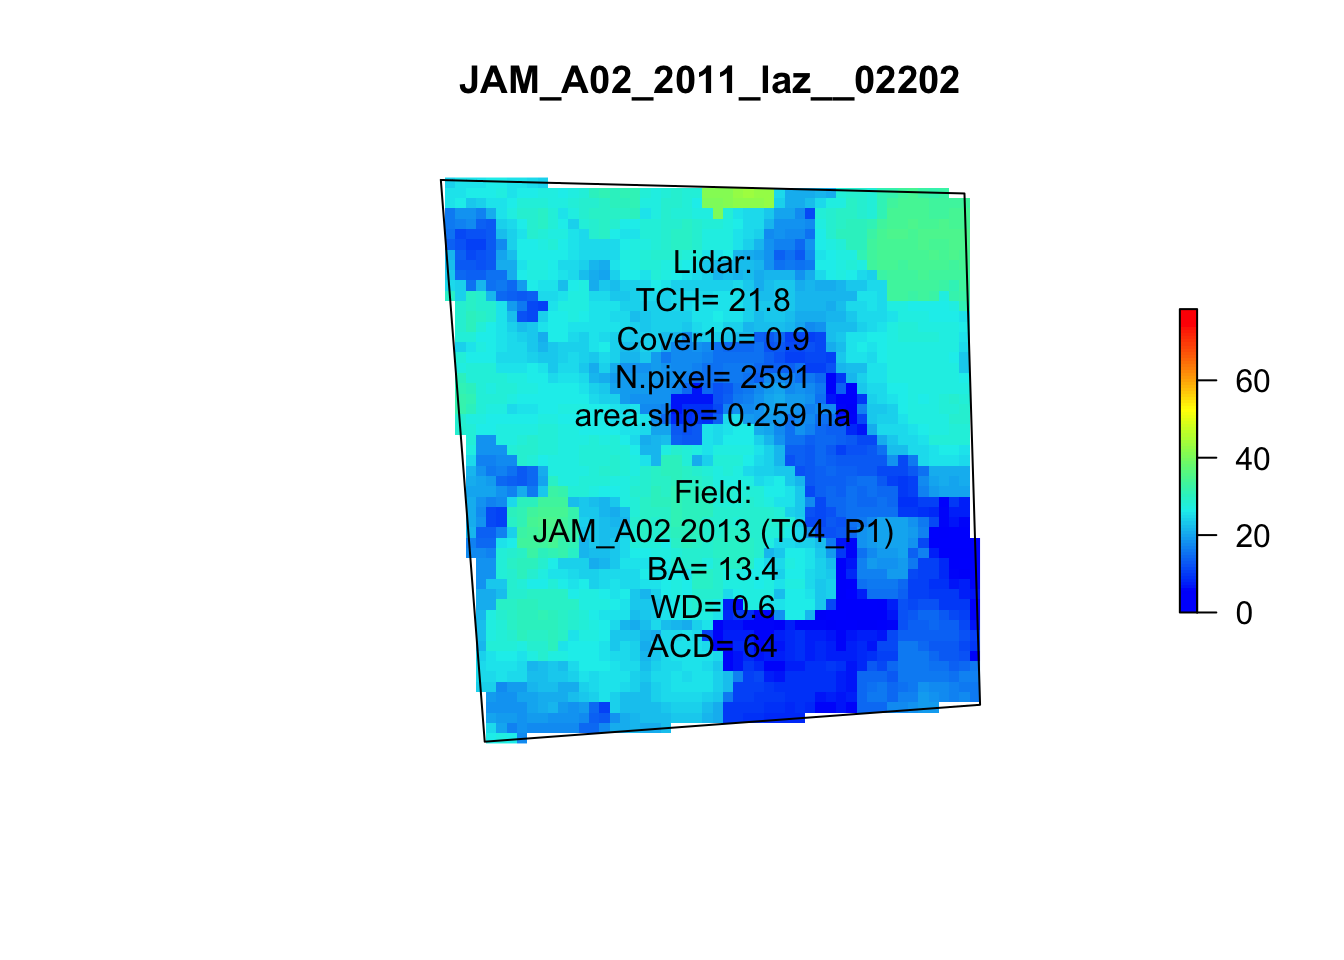 JAM_A02_2011_laz__02202
Lidar:
TCH= 21.8
Cover10= 0.9
N.pixel= 2591
area.shp= 0.259 ha
Field:
JAM_A02 2013 (T04_P1)
BA= 13.4
WD= 0.6
ACD= 64
60
40
20
0